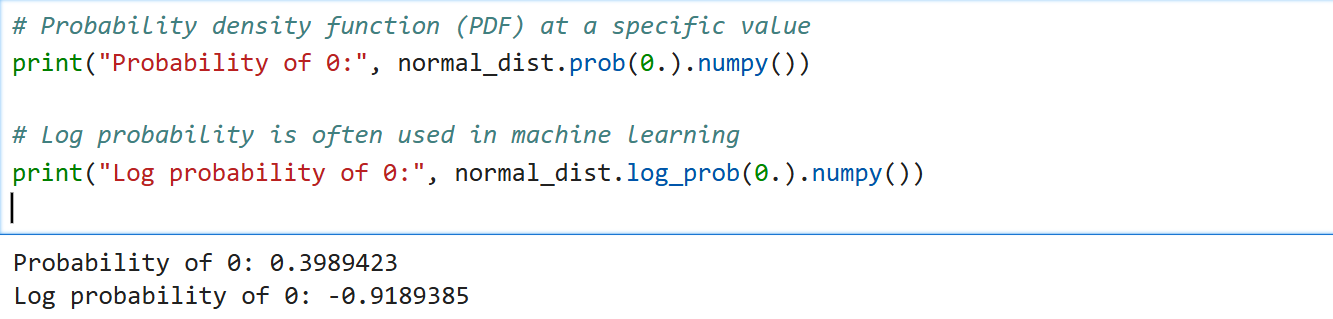 # Probability density function (PDF) at a specific value
print("Probability of 0:", normal_dist.prob(0.).numpy())
# Log probability is often used in machine learning
print("Log probability of 0:", normal_dist.log_prob(0.).numpy())
Probability of 0: 0.3989423
Log probability of 0: -0.9189385